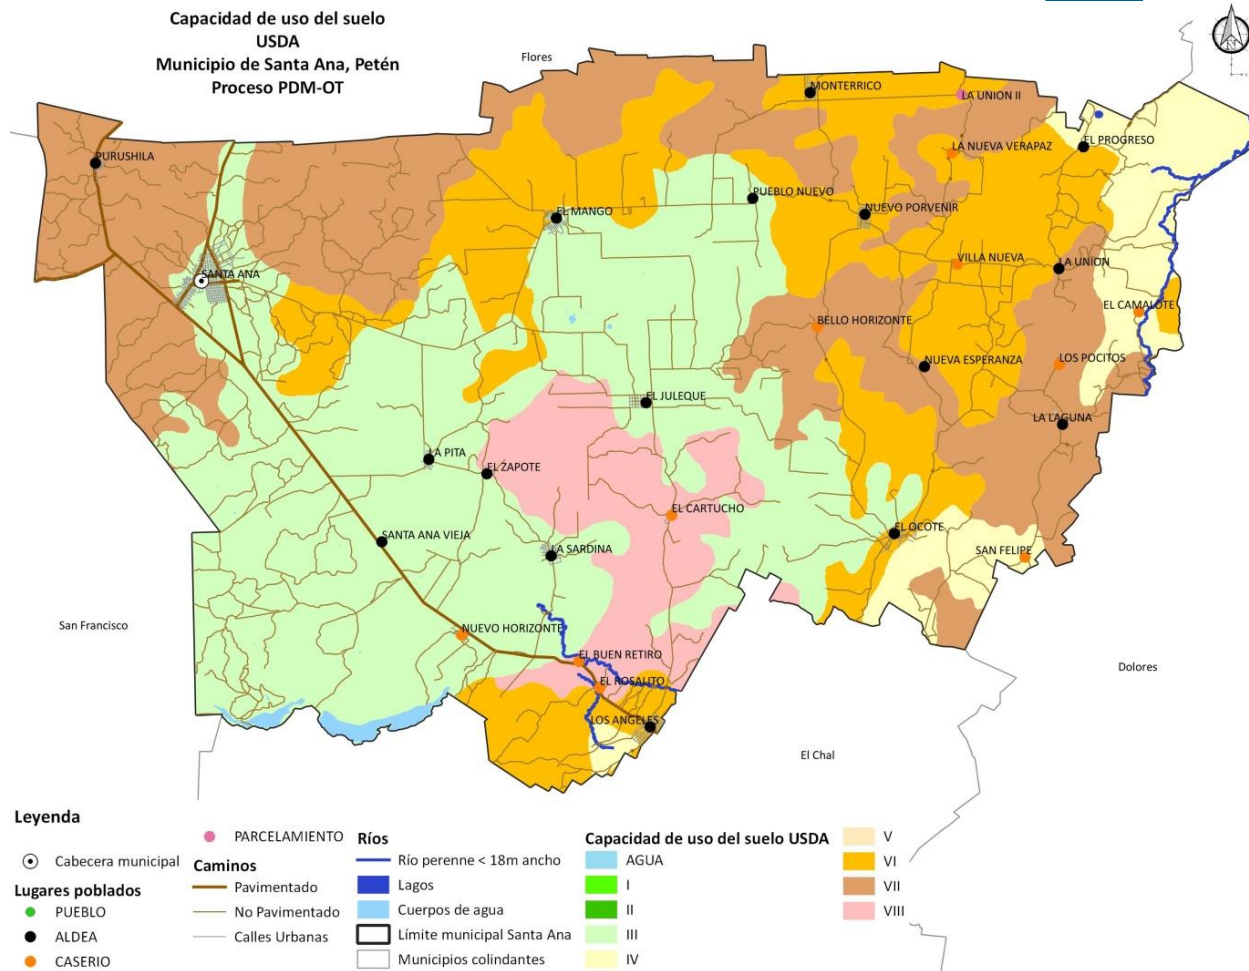 Capacidad de uso del suelo
USDA
Municipio de Santa Ana, Petén
Proceso PDM-OT
N
Flores
MONTERRICO
LA UNION II
PURUSHILA
EL PROGRESO
LA NUEVA VERAPAZ
PUEBLO NUEVO
EL MANGO
NUEVO PORVENIR
SANTA ANA
VILLA NUEVA
LA UNION
EL CAMALOTE
BELLO HORIZONTE
NUEVA ESPERANZA
LOS POCITOS
EL JULEQUE
LA LAGUNA
LA PITA
EL ZAPOTE
EL CARTUCHO
EL OCOTE
SANTA ANA VIEJA
LA SARDINA
SAN FELIPE
San Francisco
NUEVO HORIZONTE
EL BUEN RETIRO
Dolores
EL ROSALITO
LOS ANGELES
El Chal
Leyenda
Cabecera municipal
Lugares poblados
PUEBLO
ALDEA
CASERIO
PARCELAMIENTO
Caminos
Pavimentado
No Pavimentado
Calles Urbanas
Ríos
Río perenne < 18m ancho
Lagos
Cuerpos de agua
Límite municipal Santa Ana
Municipios colindantes
Capacidad de uso del suelo USDA
AGUA
I
II
III
IV
V
VI
VII
VIII